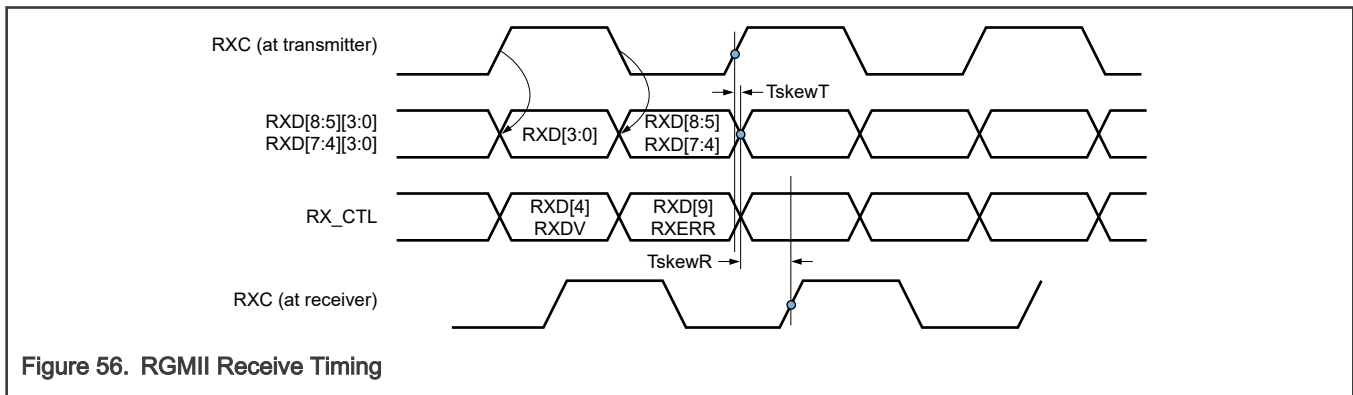 RXC (at transmitter)
TskewT
RXD[8:5][3:0]
RXD[7:4][3:0]
RXD[3:0]
RXD[8:5]
RXD[7:4]
RX_CTL
RXD[4]
RXDV
RXD[9]
RXERR
TskewR
RXC (at receiver)
Figure 56. RGMII Receive Timing